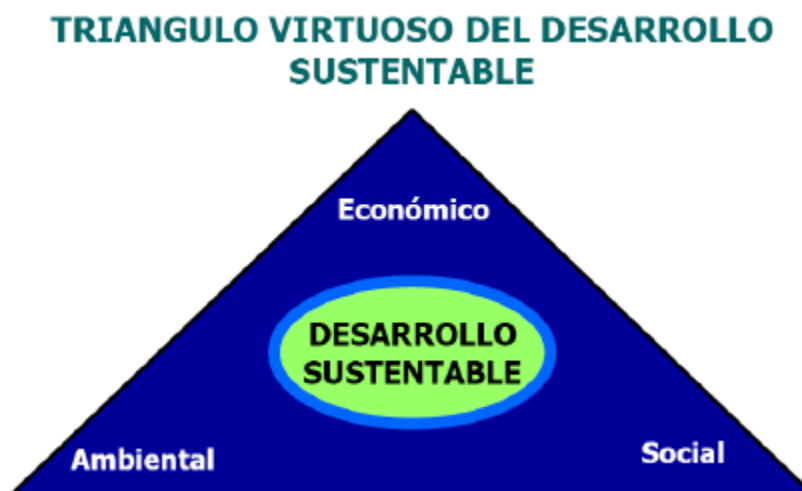 TRIANGULO VIRTUOSO DEL DESARROLLO
SUSTENTABLE
Económico
DESARROLLO
SUSTENTABLE
Ambiental
Social